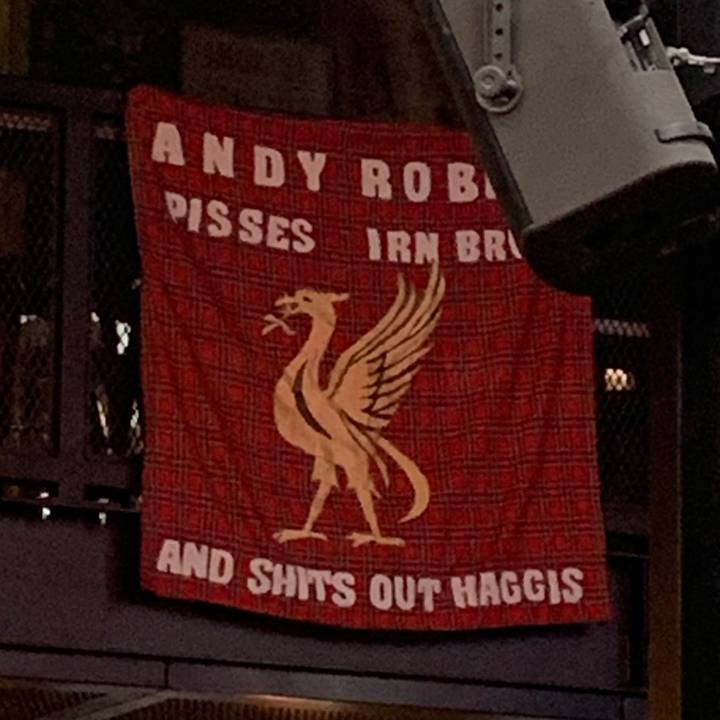 ANDY ROB
PISSES IRN BRU
AND SHITS OUT HAGGIS